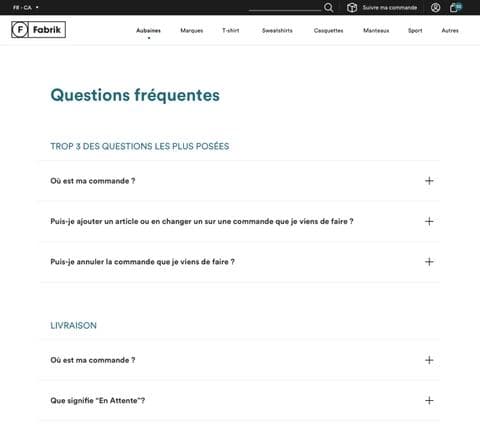 FR - CA
Suivre ma commande
F Fabrik
Aubaines Marques T-shirt Sweatshirts Casquettes Manteaux Sport Autres
Questions fréquentes
TROP 3 DES QUESTIONS LES PLUS POSÉES
Où est ma commande ?
Puis-je ajouter un article ou en changer un sur une commande que je viens de faire ?
Puis-je annuler la commande que je viens de faire ?
LIVRAISON
Où est ma commande ?
Que signifie "En Attente"?